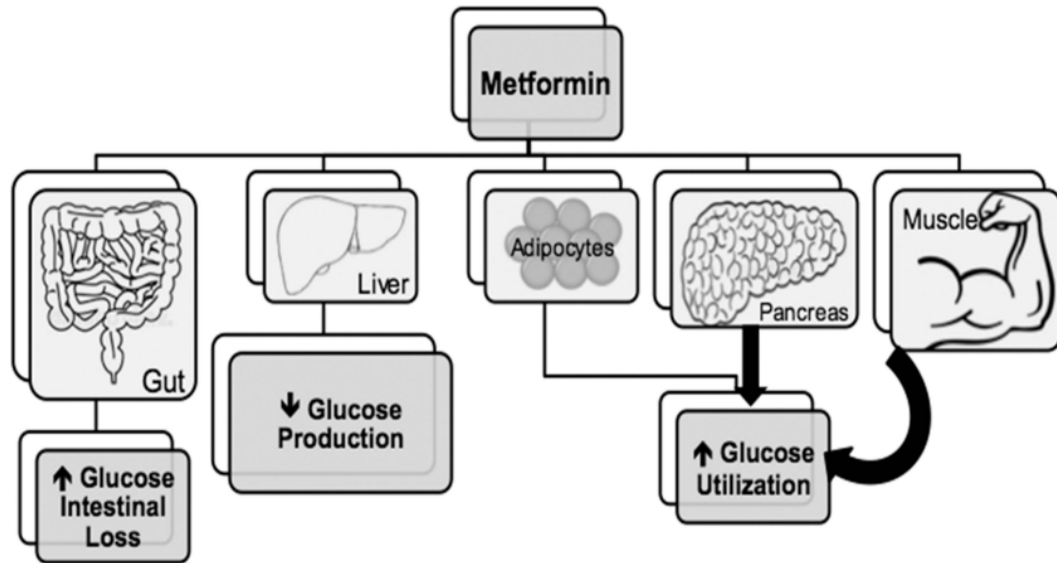 Metformin
Gut
Liver
Adipocytes
Pancreas
Muscle
↑ Glucose
Intestinal
Loss
↓ Glucose
Production
↑ Glucose
Utilization